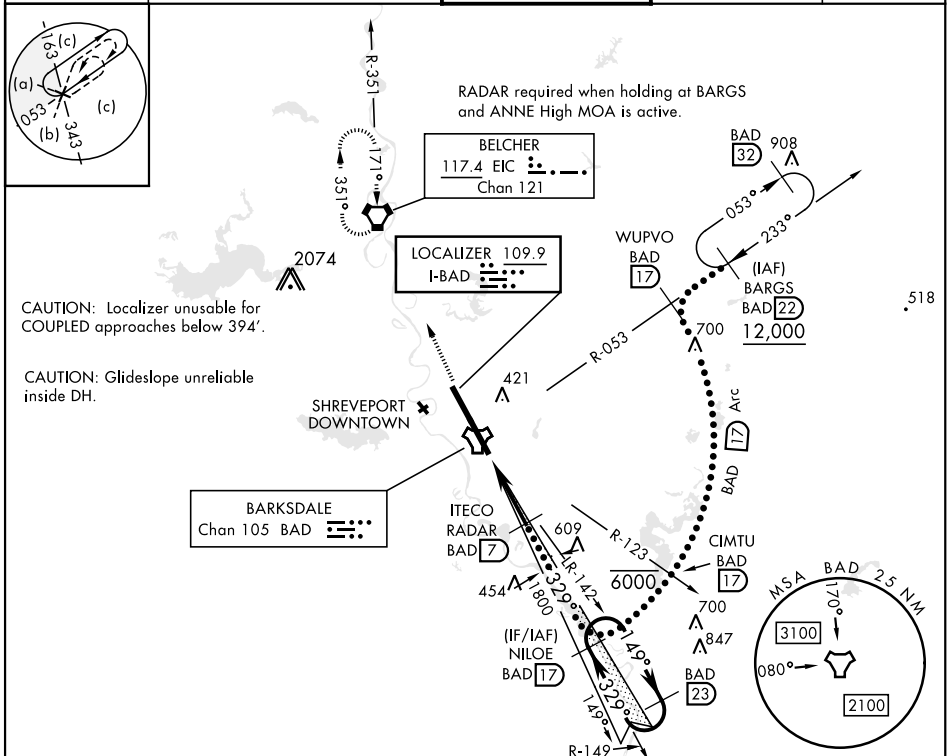 163
(c)
(a)
(c)
053
(b)
343
R-351
171°
351°
RADAR required when holding at BARGS
and ANNE High MOA is active.
BELCHER
117.4 EIC
Chan 121
BAD
32
908
053°
233°
LOCALIZER 109.9
I-BAD
WUPVO
BAD
17
(IAF)
BARGS
BAD 22
12,000
2074
518
CAUTION: Localizer unusable for
COUPLED approaches below 394'.
R-053
700
CAUTION: Glideslope unreliable
inside DH.
421
SHREVEPORT
DOWNTOWN
BAD 17 Arc
BARKSDALE
Chan 105 BAD
ITECO
RADAR
BAD 7
609
R-123
CIMTU
BAD
17
6000
LR-142
454
329°
1800
700
847
(IF/IAF)
NILOE
BAD 17
149°
329°
BAD
23
149°
R-149
MSA BAD 25 NM
170°
3100
080°
2100